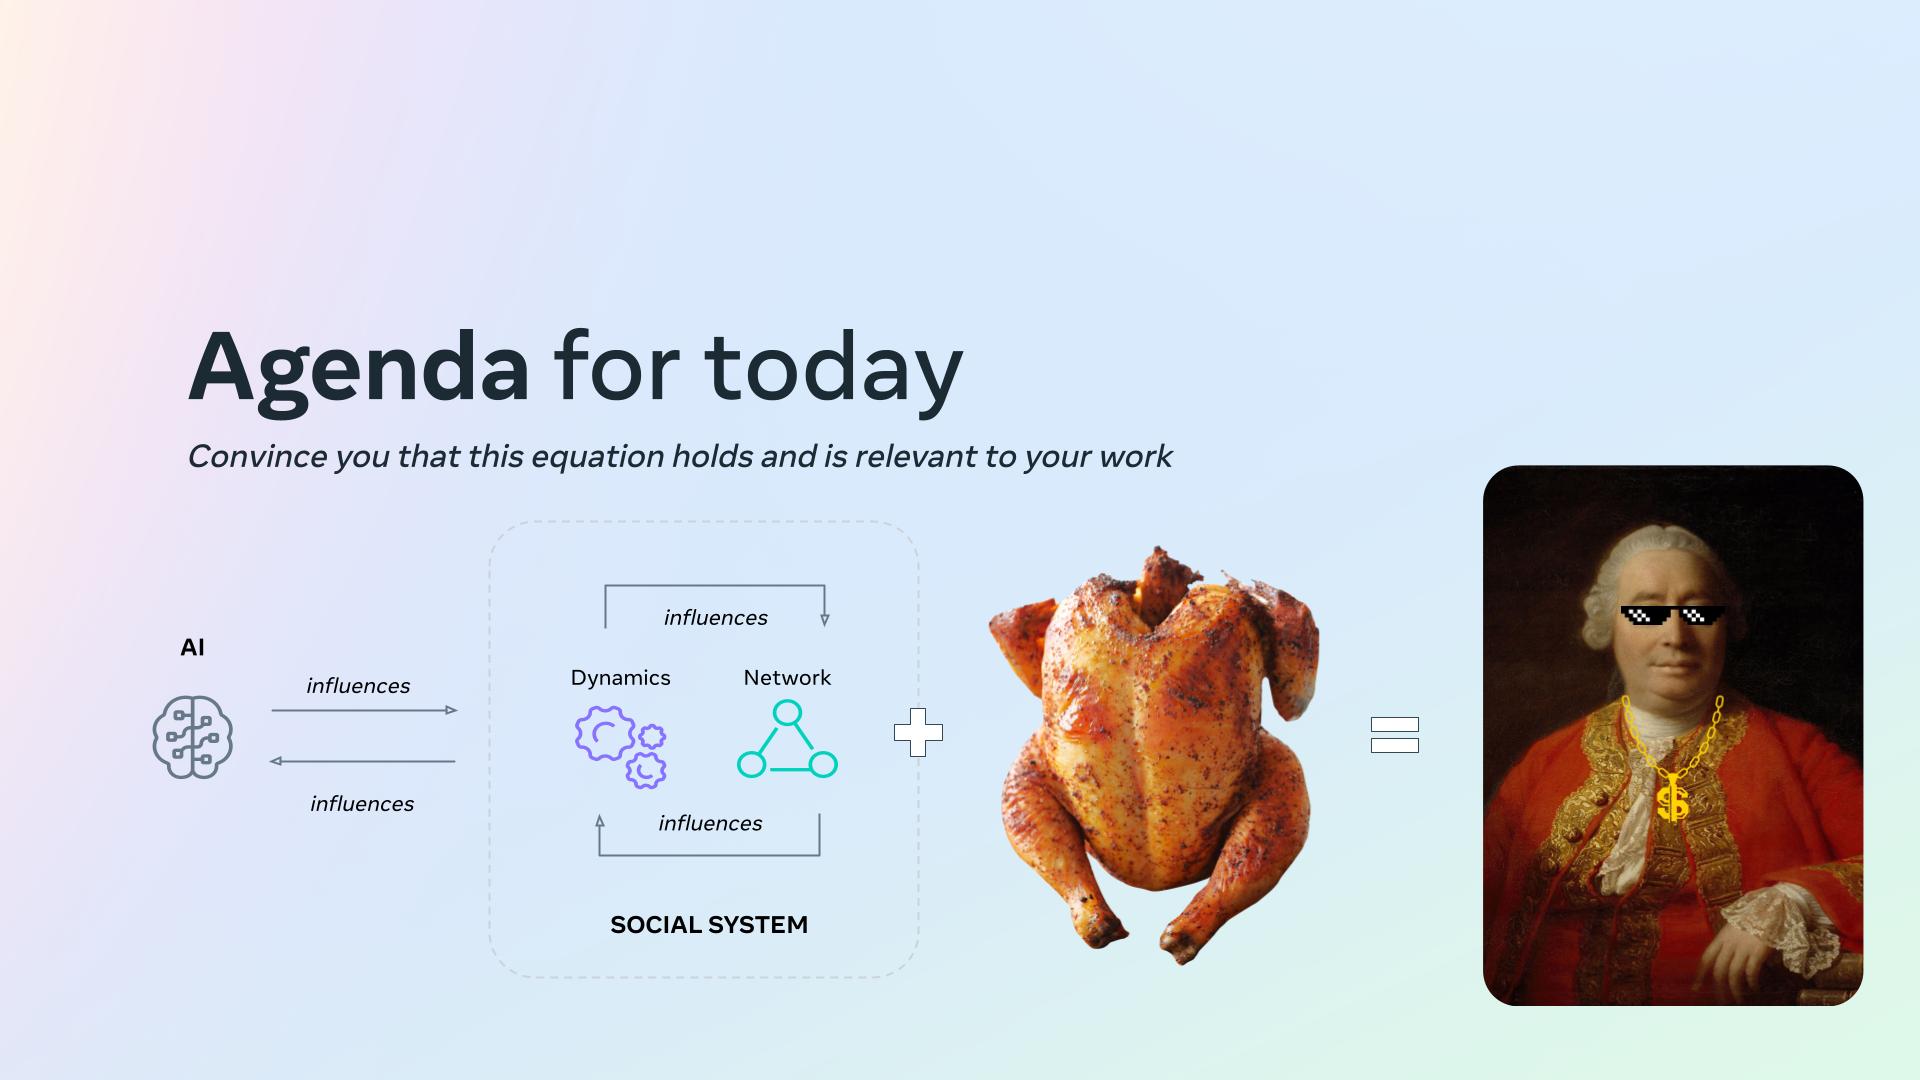 Agenda for today
Convince you that this equation holds and is relevant to your work
influences
AI
influences
Dynamics
Network
influences
influences
SOCIAL SYSTEM
$